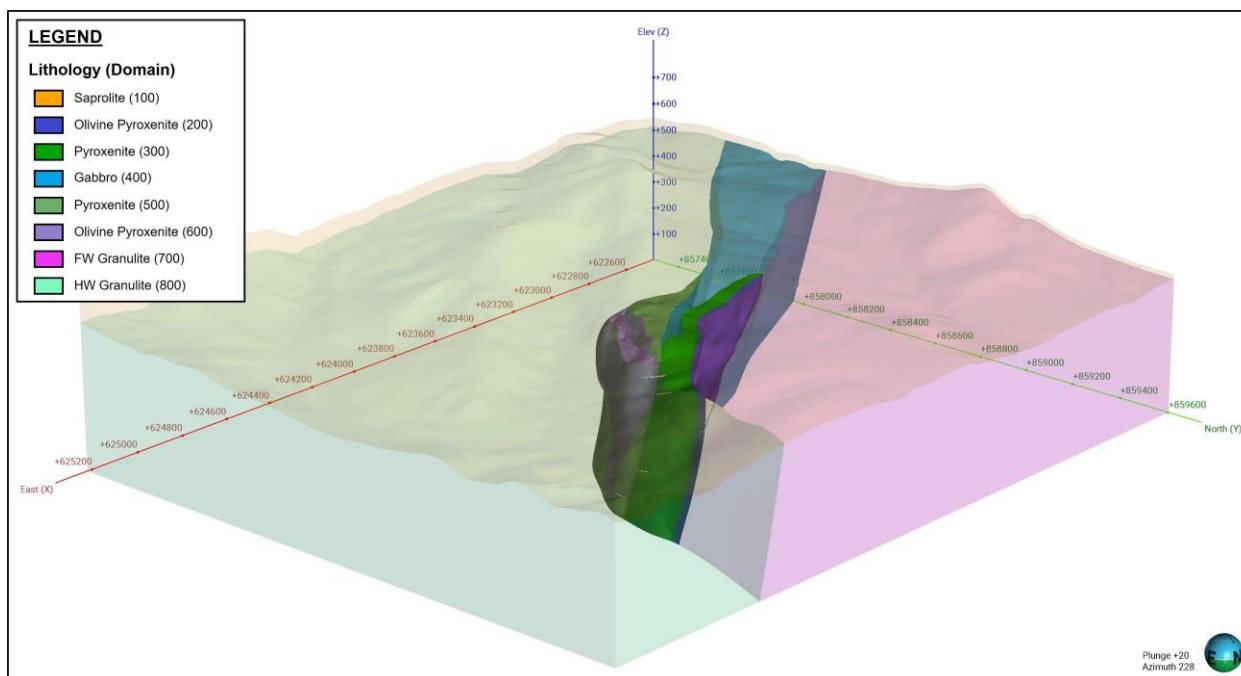 LEGEND
Lithology (Domain)
Saprolite (100)
Olivine Pyroxenite (200)
Pyroxenite (300)
Gabbro (400)
Pyroxenite (500)
Olivine Pyroxenite (600)
FW Granulite (700)
HW Granulite (800)
Elev (Z)
+700
+600
+500
+400
+300
+200
+100
+622600
+622800
+623000
+623200
+623400
+623600
+623800
+624000
+624200
+624400
+624600
+624800
+625000
+625200
East (X)
+857600
+858000
+858200
+858400
+858600
+858800
+859000
+859200
+859400
+859600
North (Y)
Plunge +20
Azimuth 228
E N